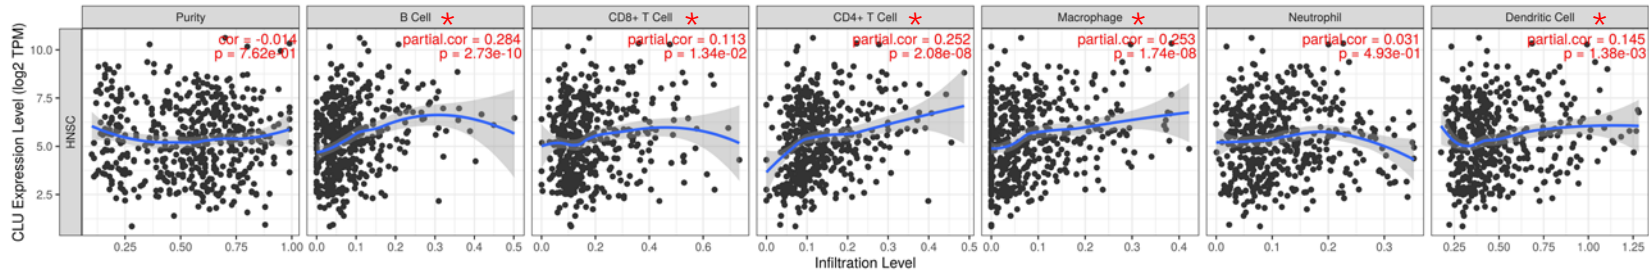 Purity
B Cell *
CD8+ T Cell *
CD4+ T Cell *
Macrophage *
Neutrophil
Dendritic Cell *
cor = -0.014
p = 7.62e-01
partial.cor = 0.284
p = 2.73e-10
partial.cor = 0.113
p = 1.34e-02
partial.cor = 0.252
p = 2.08e-08
partial.cor = 0.253
p = 1.74e-08
partial.cor = 0.031
p = 4.93e-01
partial.cor = 0.145
p = 1.38e-03
CLU Expression Level (log2 TPM)
HNSC
10.0
7.5
5.0
2.5
0.25 0.50 0.75 1.00
0.0 0.1 0.2 0.3 0.4 0.5
0.0 0.2 0.4 0.6
0.0 0.1 0.2 0.3 0.4 0.5
0.0 0.1 0.2 0.3 0.4
0.0 0.1 0.2 0.3
0.25 0.50 0.75 1.00 1.25
Infiltration Level